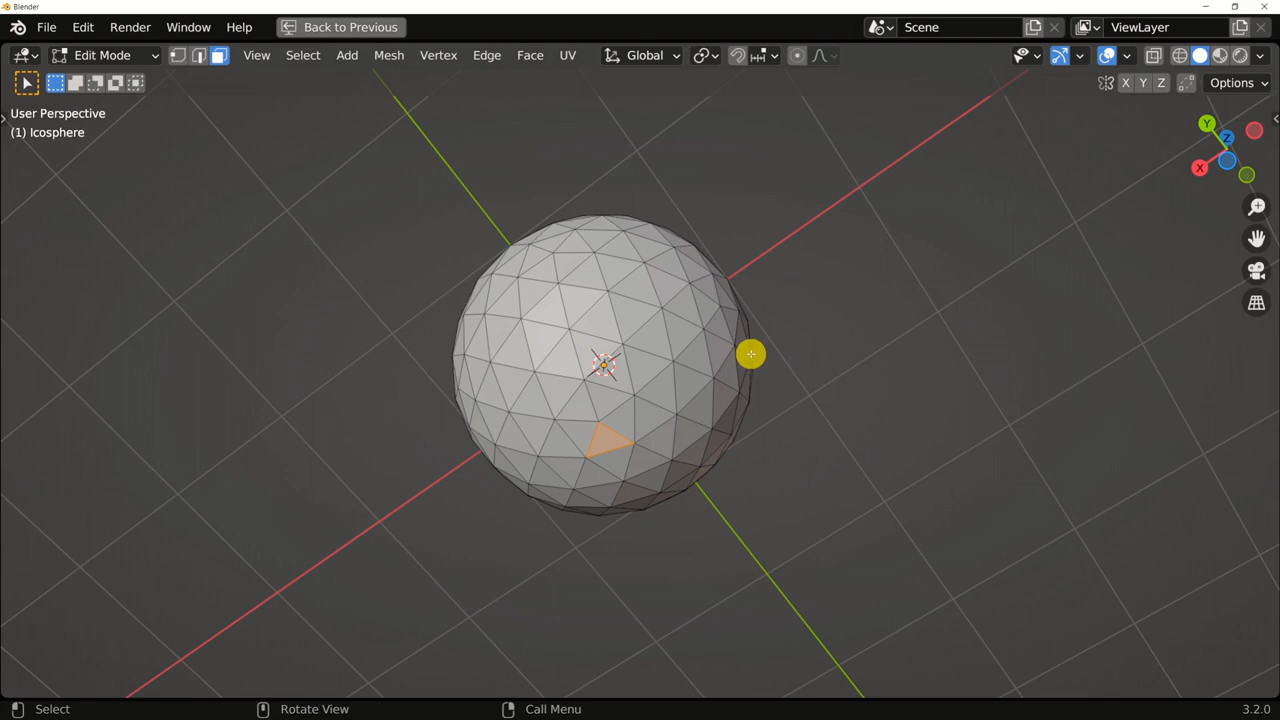 Blender
File Edit Render Window Help Back to Previous Scene ViewLayer
Edit Mode View Select Add Mesh Vertex Edge Face UV Global
X Y Z Options
User Perspective
(1) Icosphere
Y
Z
X
Select Rotate View Call Menu 3.2.0